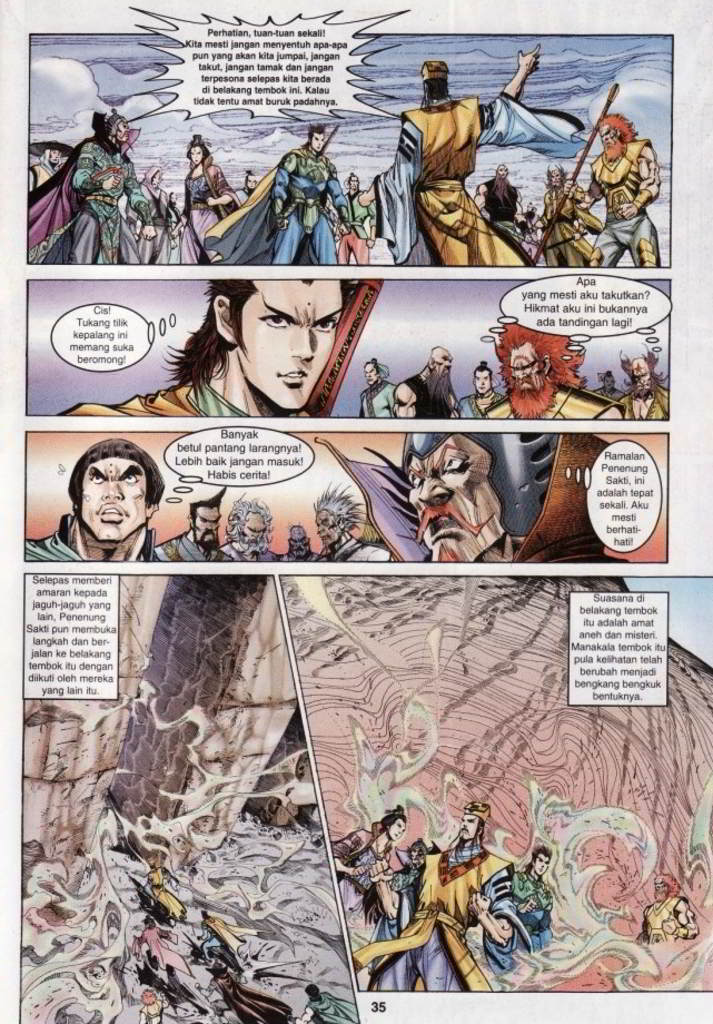 Perhatian, tuan-tuan sekali!
Kita mesti jangan menyentuh apa-apa
pun yang akan kita jumpai, jangan
takut, jangan tamak dan jangan
terpesona selepas kita berada
di belakang tembok ini. Kalau
tidak tentu amat buruk padahnya.
Cis!
Tukang tilik
kepalang ini
memang suka
beromong!
Apa
yang mesti aku takutkan?
Hikmat aku ini bukannya
ada tandingan lagi!
Banyak
betul pantang larangnya!
Lebih baik jangan masuk!
Habis cerita!
Ramalan
Penenung
Sakti, ini
adalah tepat
sekali. Aku
mesti
berhati-
hati!
Selepas memberi
amaran kepada
jaguh-jaguh yang
lain, Penenung
Sakti pun membuka
langkah dan ber-
jalan ke belakang
tembok itu dengan
diikuti oleh mereka
yang lain itu.
Suasana di
belakang tembok
itu adalah amat
aneh dan misteri.
Manakala tembok itu
pula kelihatan telah
berubah menjadi
bengkang bengkuk
bentuknya.
35